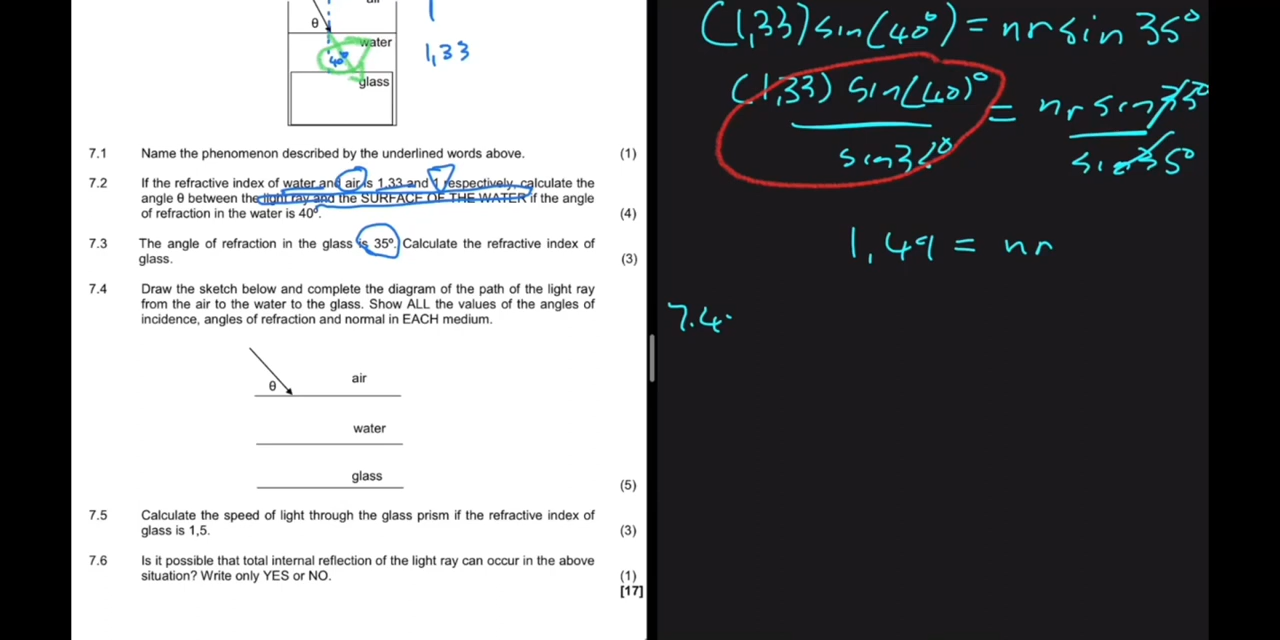 θ
water
1,33
40°
glass
7.1 Name the phenomenon described by the underlined words above. (1)
7.2 If the refractive index of water and air is 1,33 and 1 respectively, calculate the
angle θ between the light ray and the SURFACE OF THE WATER if the angle
of refraction in the water is 40°. (4)
7.3 The angle of refraction in the glass is 35°. Calculate the refractive index of
glass. (3)
7.4 Draw the sketch below and complete the diagram of the path of the light ray
from the air to the water to the glass. Show ALL the values of the angles of
incidence, angles of refraction and normal in EACH medium.
air
θ
water
glass
(5)
7.5 Calculate the speed of light through the glass prism if the refractive index of
glass is 1,5. (3)
7.6 Is it possible that total internal reflection of the light ray can occur in the above
situation? Write only YES or NO. (1)
[17]
(1,33) sin(40°) = nr sin 35°
(1,33) sin(40)° = nr sin 35°
sin 35° sin 35°
1,49 = nr
7.4.